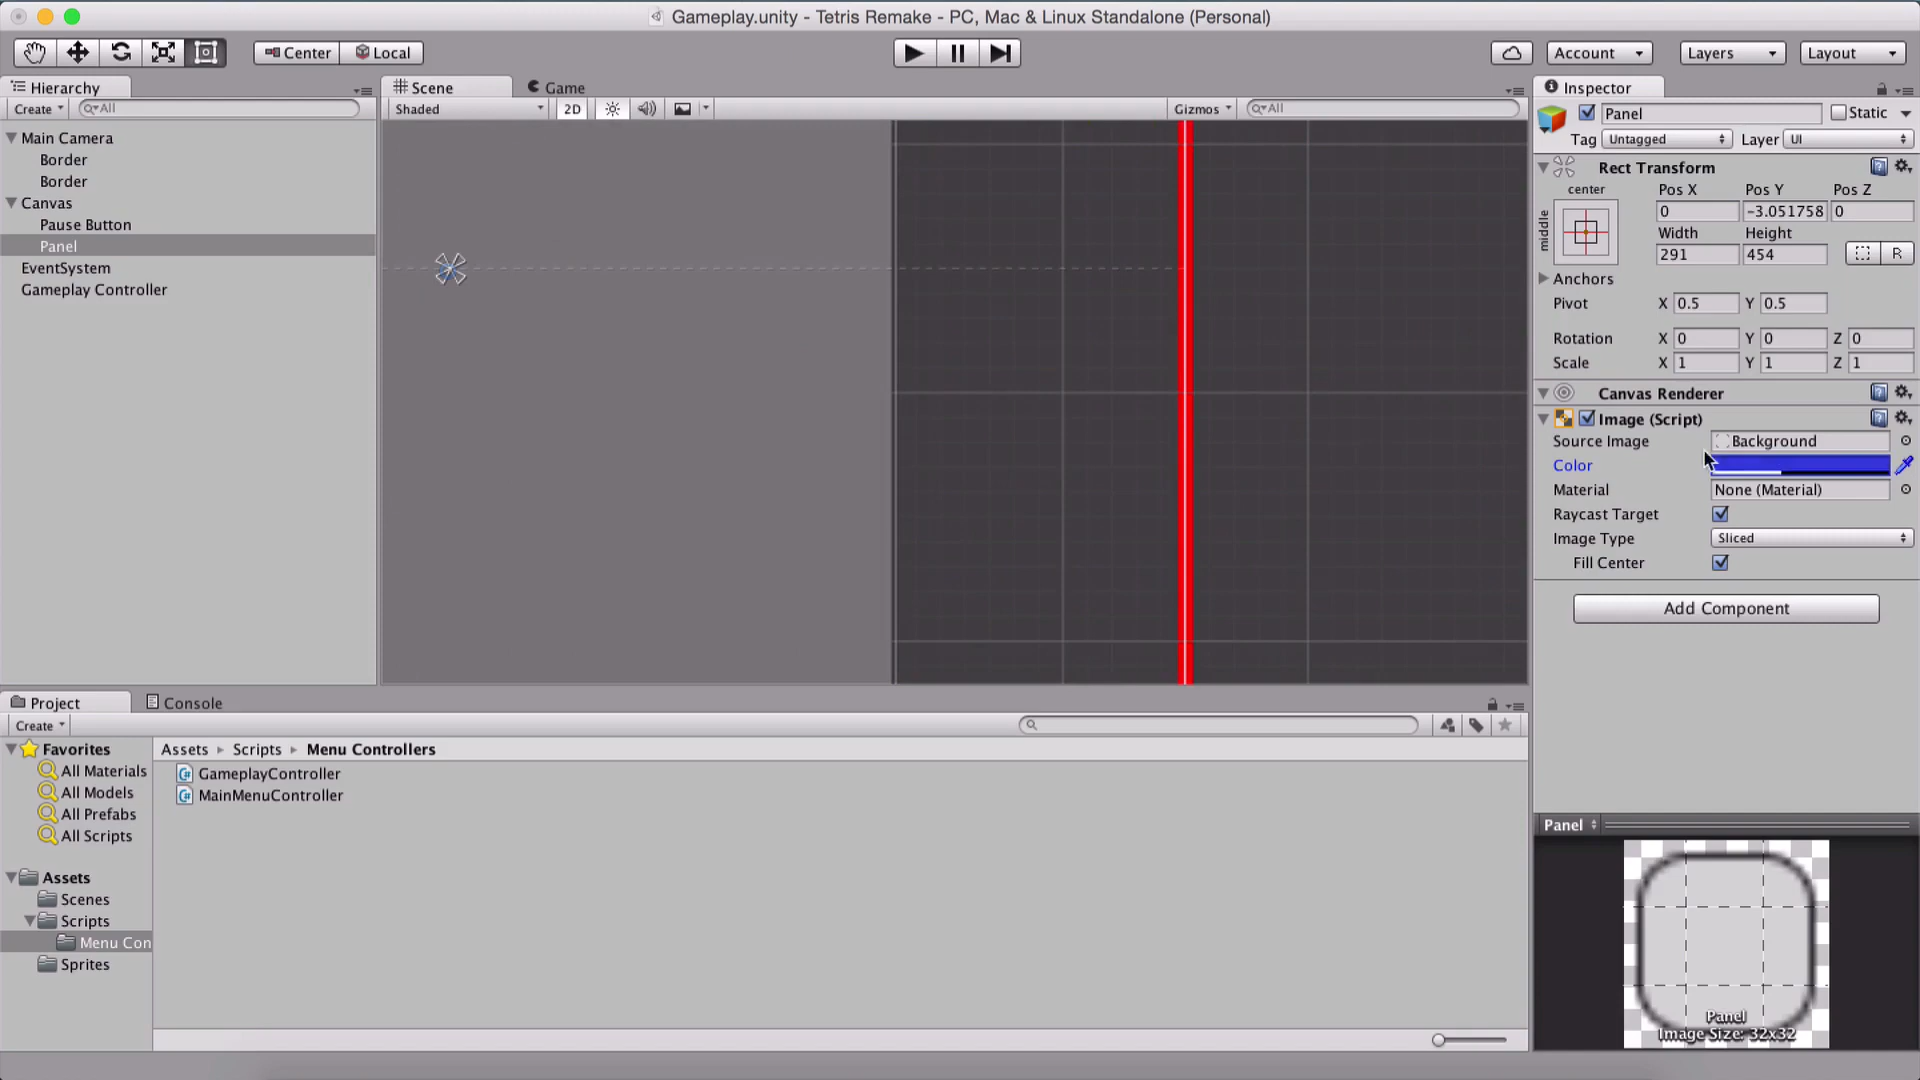 Gameplay.unity - Tetris Remake - PC, Mac & Linux Standalone (Personal)
Center Local Account Layers Layout
Hierarchy
Create All
Main Camera
Border
Border
Canvas
Pause Button
Panel
EventSystem
Gameplay Controller
Scene Game
Shaded 2D Gizmos All
Inspector
Panel Static
Tag Untagged Layer UI
Rect Transform
center
middle
Pos X Pos Y Pos Z
0 -3.051758 0
Width Height
291 454 R
Anchors
Pivot X 0.5 Y 0.5
Rotation X 0 Y 0 Z 0
Scale X 1 Y 1 Z 1
Canvas Renderer
Image (Script)
Source Image Background
Color
Material None (Material)
Raycast Target
Image Type Sliced
Fill Center
Add Component
Project Console
Create
Favorites
All Materials
All Models
All Prefabs
All Scripts
Assets
Scenes
Scripts
Menu Con
Sprites
Assets Scripts Menu Controllers
GameplayController
MainMenuController
Panel
Panel
Image Size: 32x32